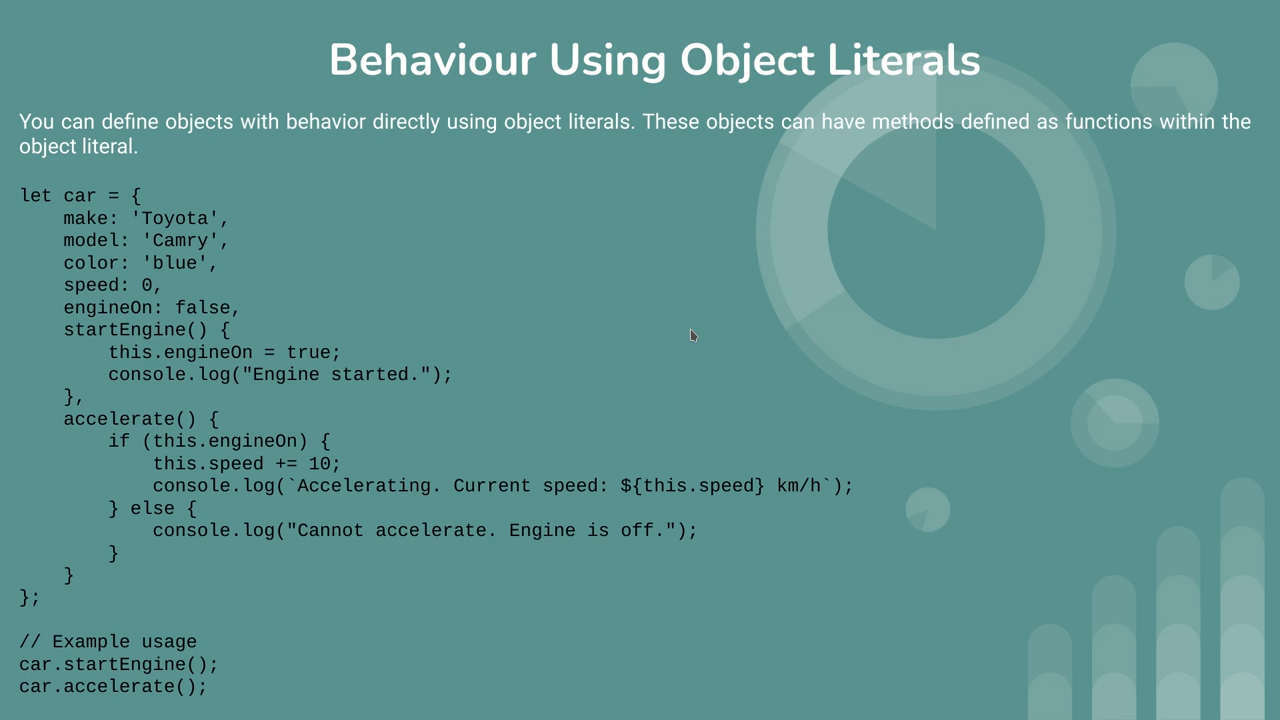 Behaviour Using Object Literals
You can define objects with behavior directly using object literals. These objects can have methods defined as functions within the
object literal.
let car = {
    make: 'Toyota',
    model: 'Camry',
    color: 'blue',
    speed: 0,
    engineOn: false,
    startEngine() {
        this.engineOn = true;
        console.log("Engine started.");
    },
    accelerate() {
        if (this.engineOn) {
            this.speed += 10;
            console.log(`Accelerating. Current speed: ${this.speed} km/h`);
        } else {
            console.log("Cannot accelerate. Engine is off.");
        }
    }
};
// Example usage
car.startEngine();
car.accelerate();